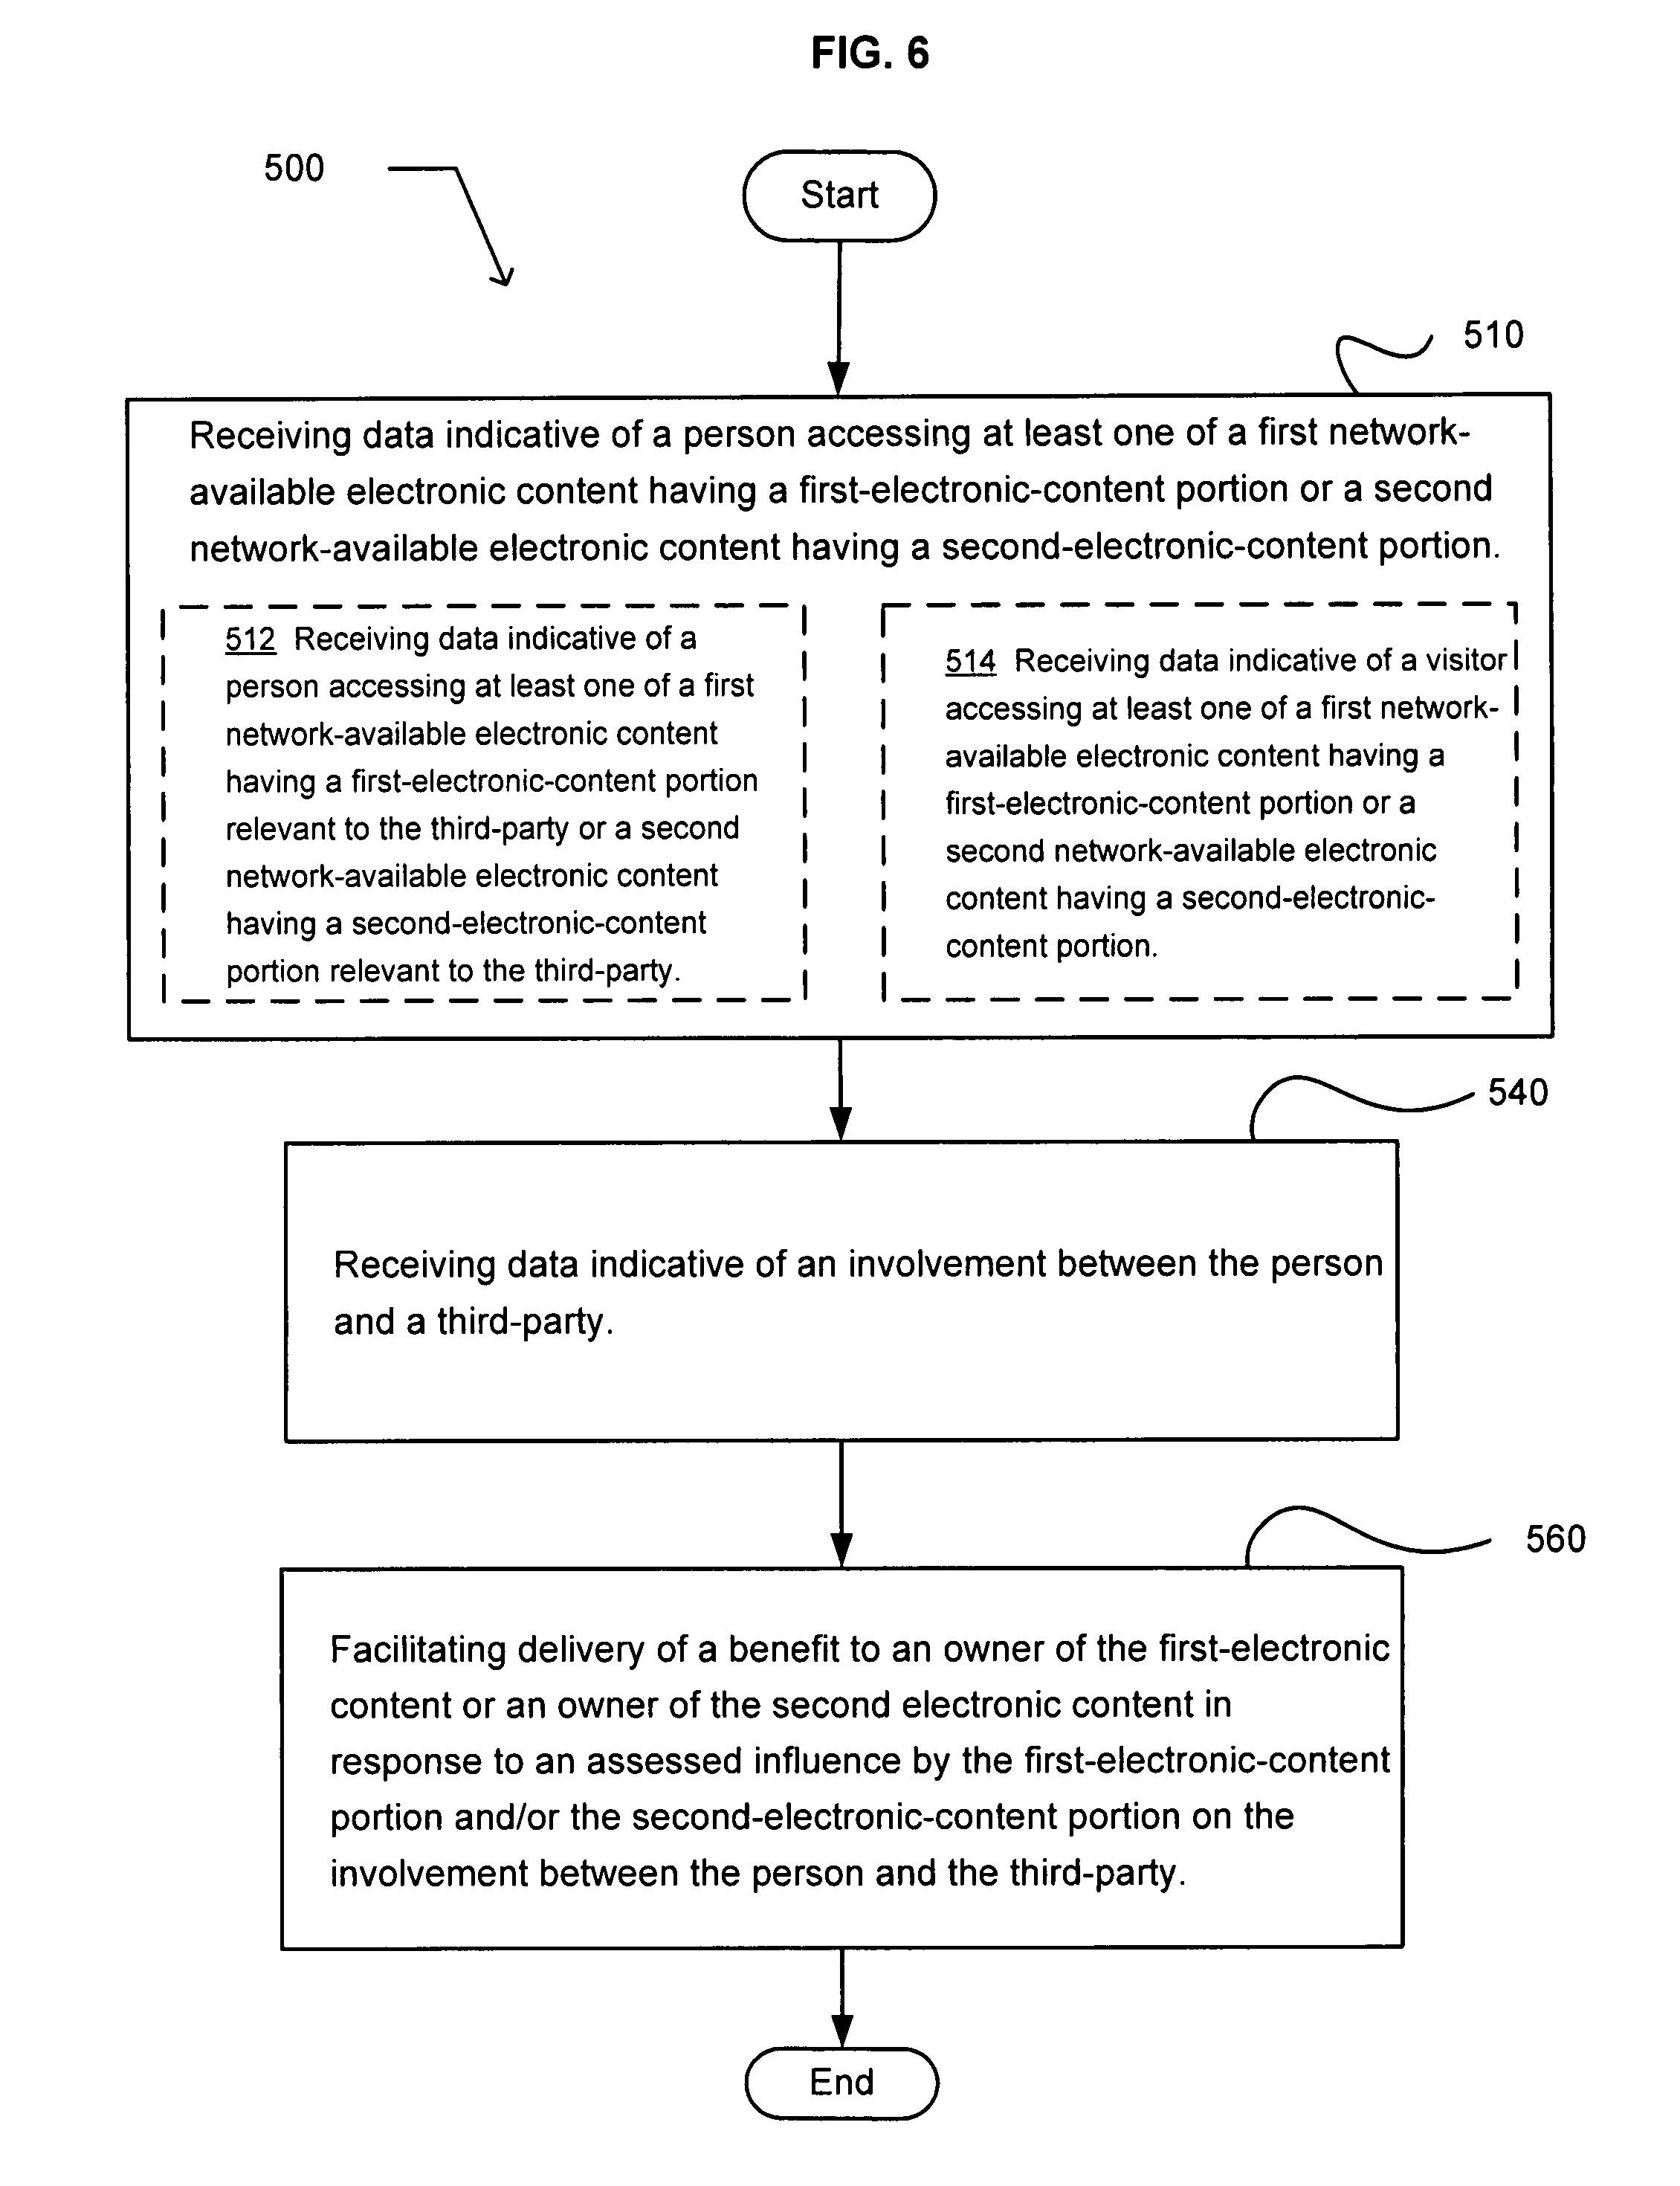 FIG. 6
500
Start
510
Receiving data indicative of a person accessing at least one of a first network-
available electronic content having a first-electronic-content portion or a second
network-available electronic content having a second-electronic-content portion.
512 Receiving data indicative of a
person accessing at least one of a first
network-available electronic content
having a first-electronic-content portion
relevant to the third-party or a second
network-available electronic content
having a second-electronic-content
portion relevant to the third-party.
514 Receiving data indicative of a visitor
accessing at least one of a first network-
available electronic content having a
first-electronic-content portion or a
second network-available electronic
content having a second-electronic-
content portion.
540
Receiving data indicative of an involvement between the person
and a third-party.
560
Facilitating delivery of a benefit to an owner of the first-electronic
content or an owner of the second electronic content in
response to an assessed influence by the first-electronic-content
portion and/or the second-electronic-content portion on the
involvement between the person and the third-party.
End